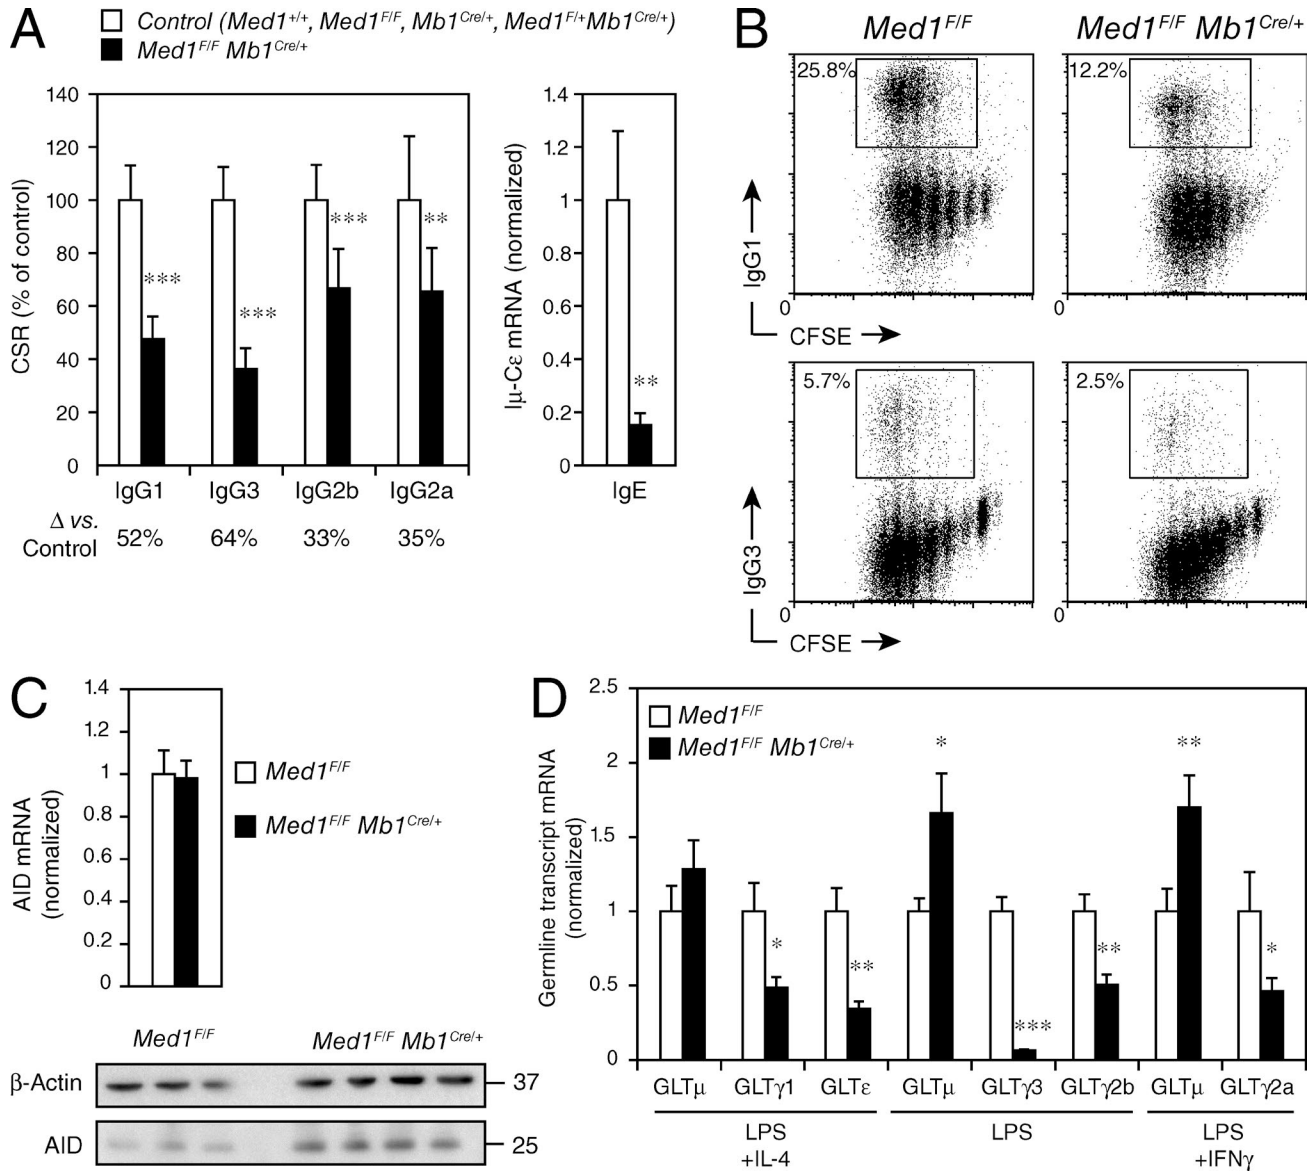 A
Control (Med1+/+, Med1F/F, Mb1Cre/+, Med1F/+Mb1Cre/+)
Med1F/F Mb1Cre/+
CSR (% of control)
140
120
100
80
60
40
20
0
***
***
***
**
IgG1 IgG3 IgG2b IgG2a
Δ vs.
Control
52% 64% 33% 35%
Iμ-Cε mRNA (normalized)
1.4
1.2
1
0.8
0.6
0.4
0.2
0
**
IgE
B
Med1F/F
Med1F/F Mb1Cre/+
25.8%
12.2%
IgG1
0
0
CFSE
5.7%
2.5%
IgG3
0
0
CFSE
C
AID mRNA
(normalized)
1.4
1.2
1
0.8
0.6
0.4
0.2
0
Med1F/F
Med1F/F Mb1Cre/+
Med1F/F
Med1F/F Mb1Cre/+
β-Actin
37
AID
25
D
Germline transcript mRNA
(normalized)
2.5
2
1.5
1
0.5
0
Med1F/F
Med1F/F Mb1Cre/+
*
**
*
***
**
**
*
GLTμ GLTγ1 GLTε GLTμ GLTγ3 GLTγ2b GLTμ GLTγ2a
LPS
+IL-4
LPS
LPS
+IFNγ